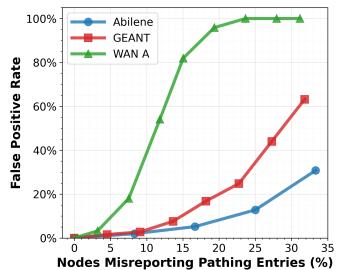 Abilene
GEANT
WAN A
False Positive Rate
100%
80%
60%
40%
20%
0%
0 5 10 15 20 25 30 35
Nodes Misreporting Pathing Entries (%)